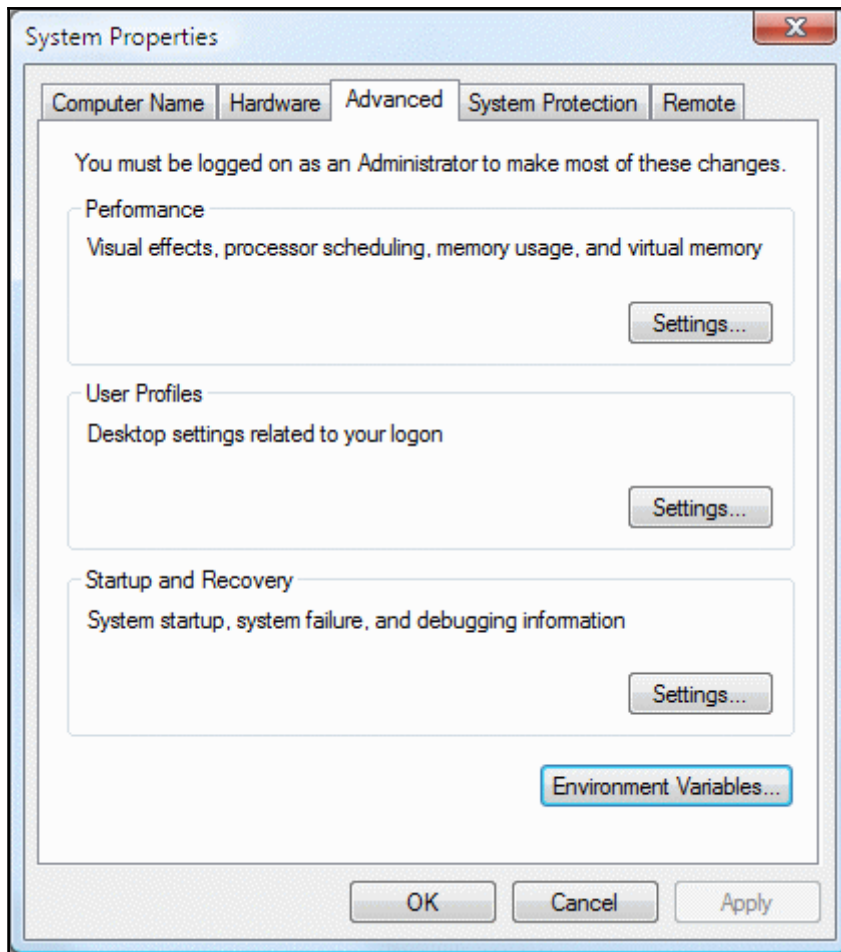 System Properties
Computer Name
Hardware
Advanced
System Protection
Remote
You must be logged on as an Administrator to make most of these changes.
Performance
Visual effects, processor scheduling, memory usage, and virtual memory
Settings...
User Profiles
Desktop settings related to your logon
Settings...
Startup and Recovery
System startup, system failure, and debugging information
Settings...
Environment Variables...
OK
Cancel
Apply